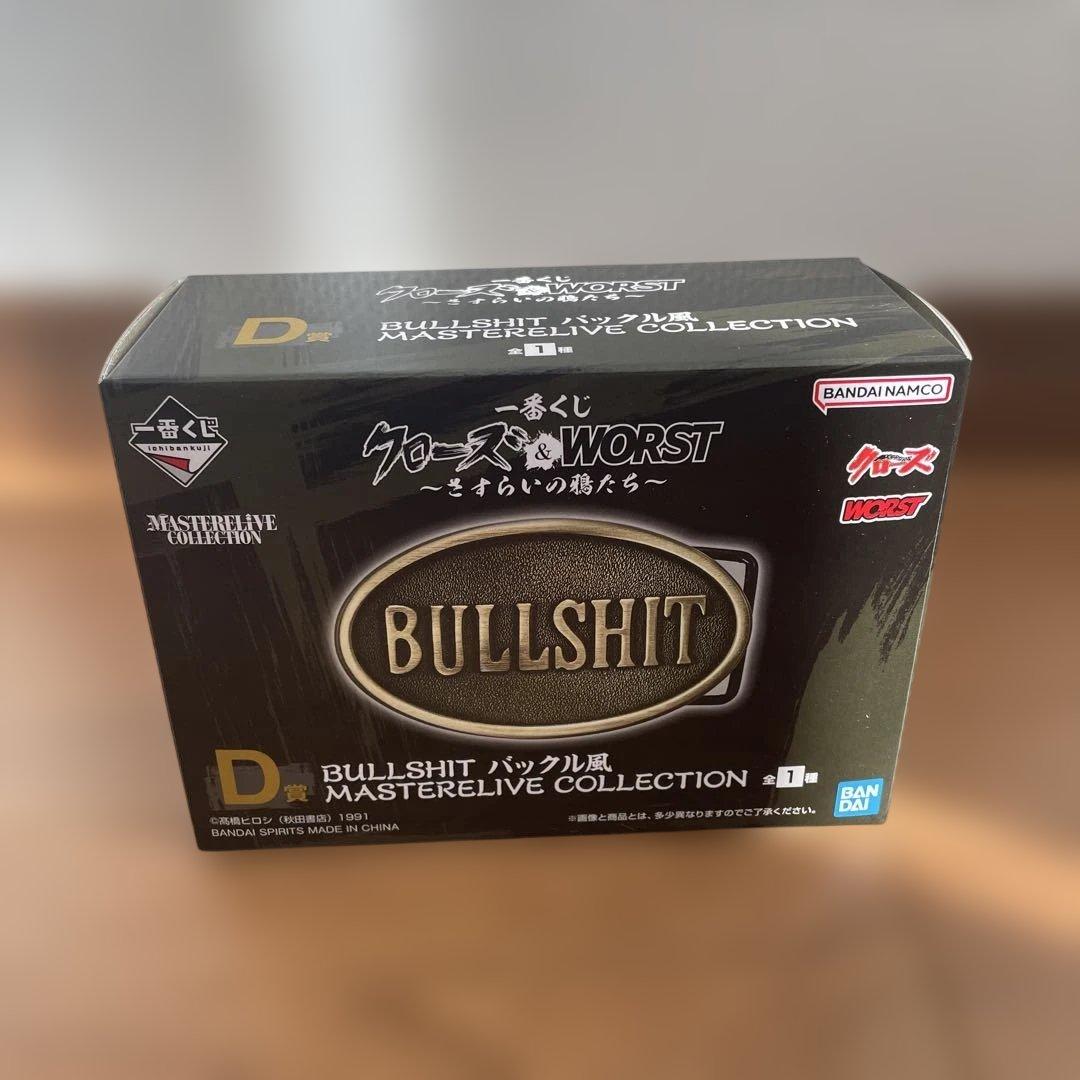 一番くじ
クローズ&WORST
〜さすらいの鴉たち〜
D賞
BULLSHIT バックル風
MASTERELIVE COLLECTION
全1種
一番くじ
ichibankuji
MASTERELIVE
COLLECTION
一番くじ
クローズ&WORST
〜さすらいの鴉たち〜
BANDAI NAMCO
クローズ
WORST
BULLSHIT
D賞
BULLSHIT バックル風
MASTERELIVE COLLECTION 全1種
©髙橋ヒロシ(秋田書店)1991
BANDAI SPIRITS MADE IN CHINA
※画像と商品とは、多少異なりますのでご了承ください。
BAN
DAI